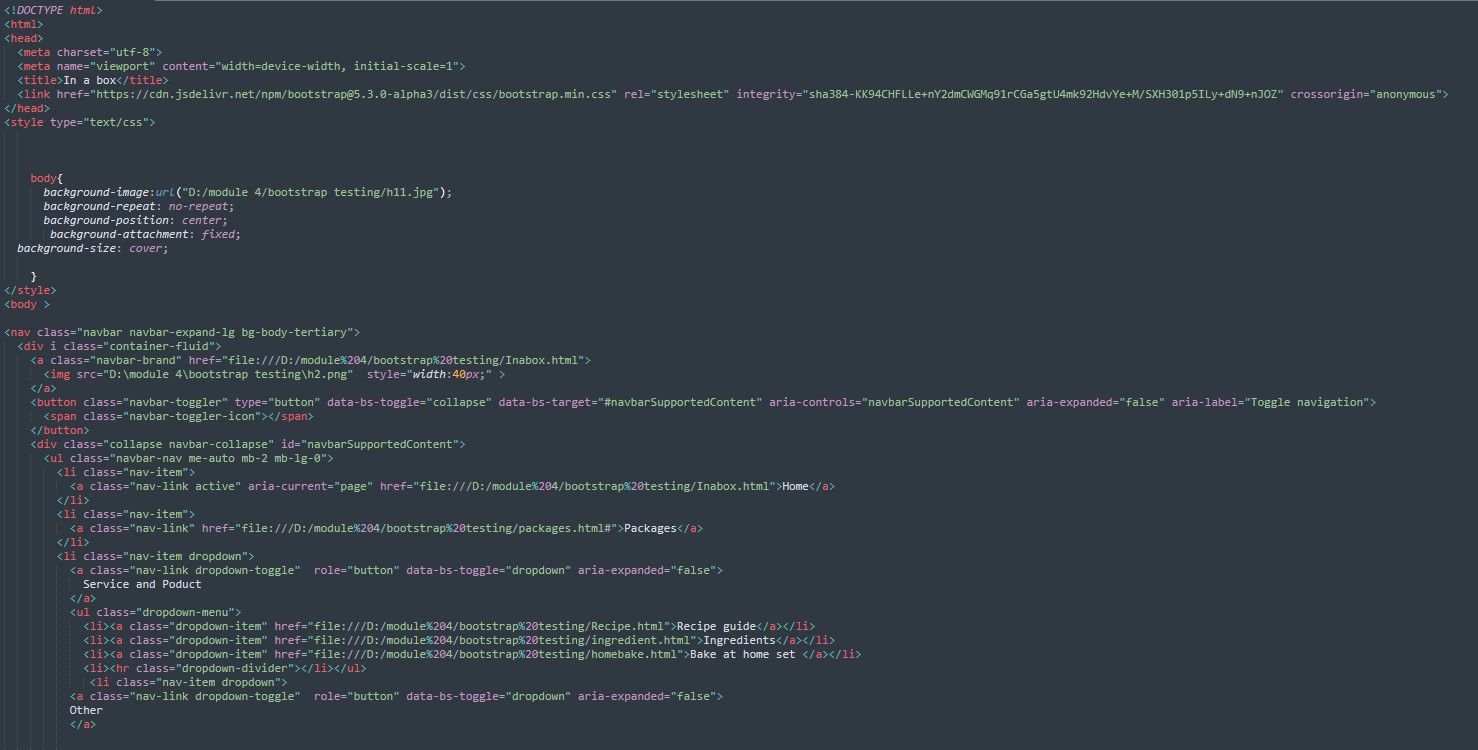 <!DOCTYPE html>
<html>
<head>
  <meta charset="utf-8">
  <meta name="viewport" content="width=device-width, initial-scale=1">
  <title>In a box</title>
  <link href="https://cdn.jsdelivr.net/npm/bootstrap@5.3.0-alpha3/dist/css/bootstrap.min.css" rel="stylesheet" integrity="sha384-KK94CHFLLe+nY2dmCWGMq91rCGa5gtU4mk92HdvYe+M/SXH301p5ILy+dN9+nJOZ" crossorigin="anonymous">
</head>
<style type="text/css">
    body{
      background-image:url("D:/module 4/bootstrap testing/h11.jpg");
      background-repeat: no-repeat;
      background-position: center;
       background-attachment: fixed;
  background-size: cover;
    }
</style>
<body >
<nav class="navbar navbar-expand-lg bg-body-tertiary">
  <div i class="container-fluid">
    <a class="navbar-brand" href="file:///D:/module%204/bootstrap%20testing/Inabox.html">
      <img src="D:\module 4\bootstrap testing\h2.png"  style="width:40px;" >
    </a>
    <button class="navbar-toggler" type="button" data-bs-toggle="collapse" data-bs-target="#navbarSupportedContent" aria-controls="navbarSupportedContent" aria-expanded="false" aria-label="Toggle navigation">
      <span class="navbar-toggler-icon"></span>
    </button>
    <div class="collapse navbar-collapse" id="navbarSupportedContent">
      <ul class="navbar-nav me-auto mb-2 mb-lg-0">
        <li class="nav-item">
          <a class="nav-link active" aria-current="page" href="file:///D:/module%204/bootstrap%20testing/Inabox.html">Home</a>
        </li>
        <li class="nav-item">
          <a class="nav-link" href="file:///D:/module%204/bootstrap%20testing/packages.html#">Packages</a>
        </li>
        <li class="nav-item dropdown">
          <a class="nav-link dropdown-toggle"  role="button" data-bs-toggle="dropdown" aria-expanded="false">
            Service and Poduct
          </a>
          <ul class="dropdown-menu">
            <li><a class="dropdown-item" href="file:///D:/module%204/bootstrap%20testing/Recipe.html">Recipe guide</a></li>
            <li><a class="dropdown-item" href="file:///D:/module%204/bootstrap%20testing/ingredient.html">Ingredients</a></li>
            <li><a class="dropdown-item" href="file:///D:/module%204/bootstrap%20testing/homebake.html">Bake at home set </a></li>
            <li><hr class="dropdown-divider"></li></ul>
             <li class="nav-item dropdown">
          <a class="nav-link dropdown-toggle"  role="button" data-bs-toggle="dropdown" aria-expanded="false">
          Other
          </a>